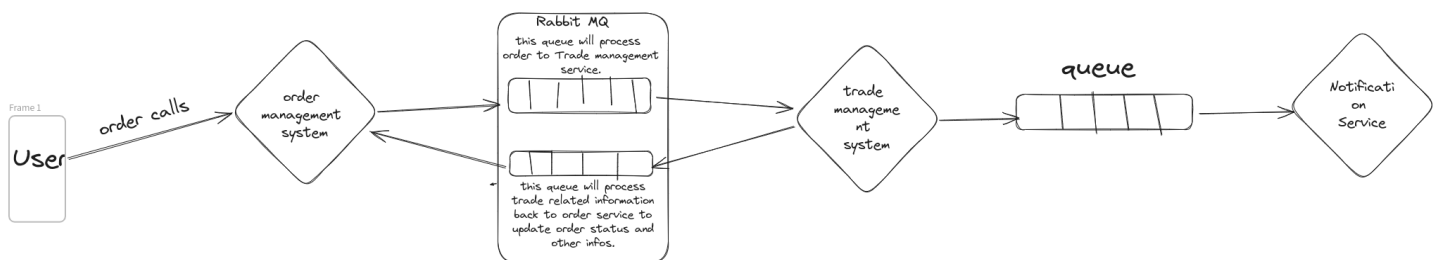 Frame 1
User
order calls
order
management
system
Rabbit MQ
this queue will process
order to Trade management
service.
this queue will process
trade related information
back to order service to
update order status and
other infos.
trade
manageme
nt
system
queue
Notificati
on
Service